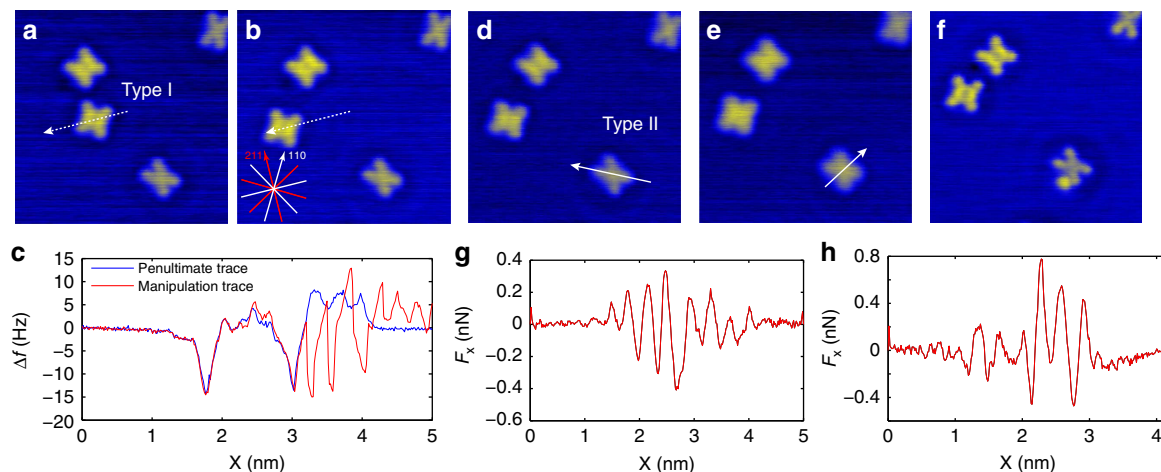 a
Type I
b
211
110
d
Type II
e
f
c
15
10
5
0
−5
−10
−15
−20
Δf (Hz)
Penultimate trace
Manipulation trace
0 1 2 3 4 5
X (nm)
g
0.4
0.2
0
−0.2
−0.4
−0.6
Fx (nN)
0 1 2 3 4 5
X (nm)
h
0.8
0.4
0
−0.4
Fx (nN)
0 1 2 3 4
X (nm)